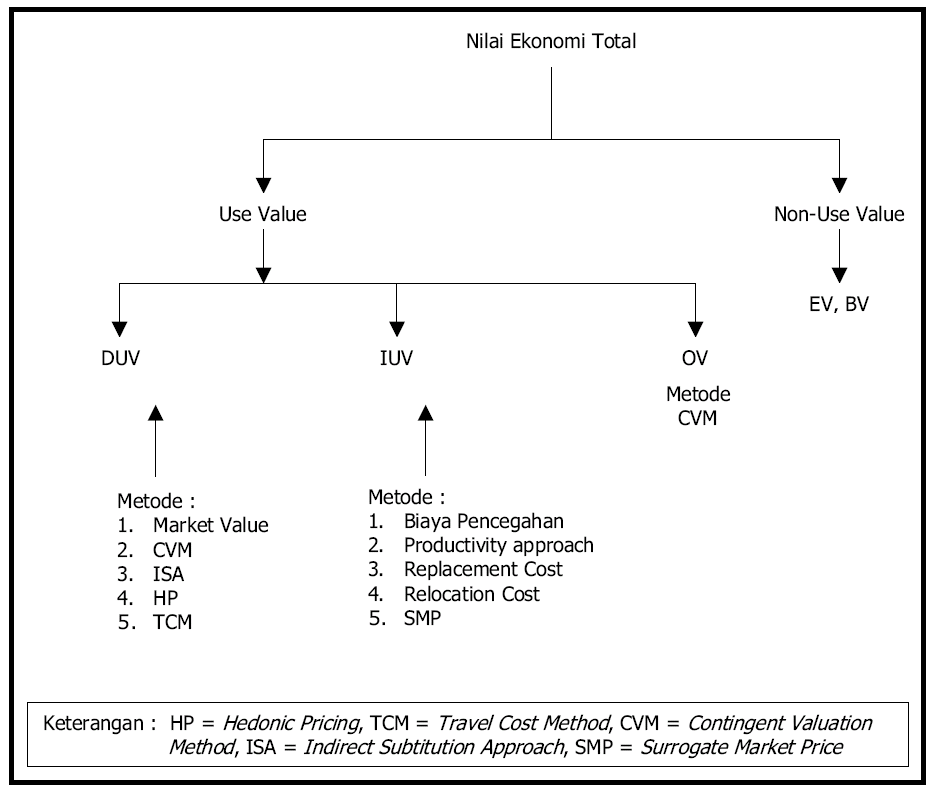 Nilai Ekonomi Total
Use Value
Non-Use Value
EV, BV
DUV
IUV
OV
Metode
CVM
Metode :
1. Market Value
2. CVM
3. ISA
4. HP
5. TCM
Metode :
1. Biaya Pencegahan
2. Productivity approach
3. Replacement Cost
4. Relocation Cost
5. SMP
Keterangan : HP = Hedonic Pricing, TCM = Travel Cost Method, CVM = Contingent Valuation
Method, ISA = Indirect Subtitution Approach, SMP = Surrogate Market Price